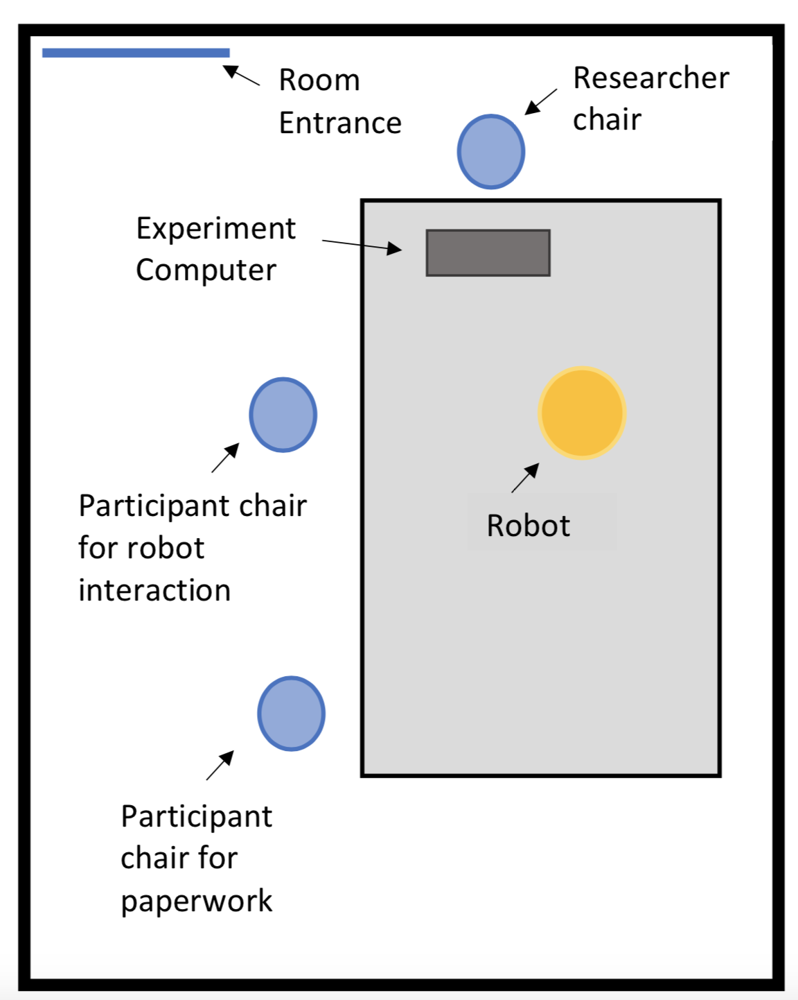 Room
Entrance
Researcher
chair
Experiment
Computer
Participant chair
for robot
interaction
Robot
Participant
chair for
paperwork